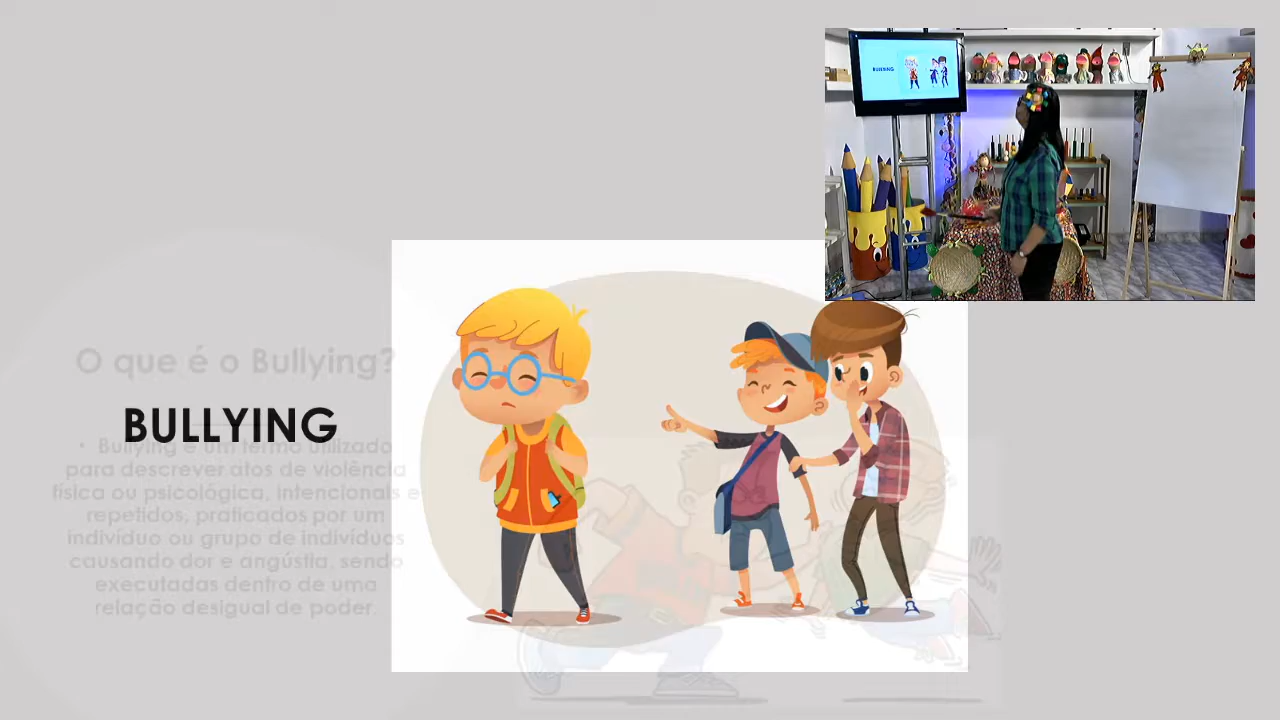 O que é o Bullying?
BULLYING
• Bullying é um termo utilizado
para descrever atos de violência
física ou psicológica, intencionais e
repetidos, praticados por um
indivíduo ou grupo de indivíduos
causando dor e angústia, sendo
executadas dentro de uma
relação desigual de poder.
BULLYING